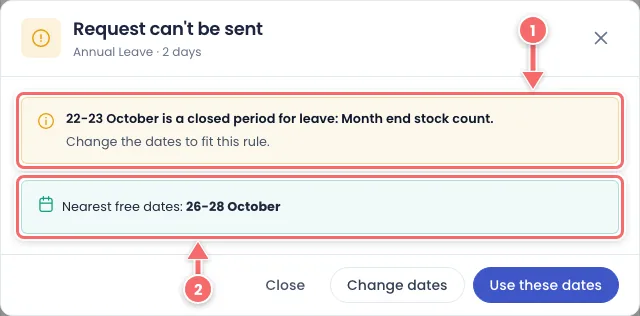 Request can't be sent
Annual Leave · 2 days
1
22-23 October is a closed period for leave: Month end stock count.
Change the dates to fit this rule.
Nearest free dates: 26-28 October
2
Close
Change dates
Use these dates